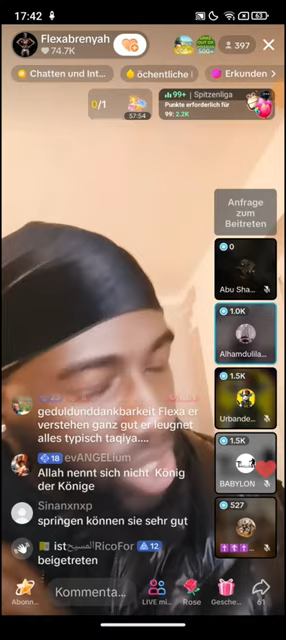 17:42
63
Flexabrenyah
74.7K
397
Chatten und Int...
öchentliche
Erkunden
0/1
57:54
99+ | Spitzenliga
Punkte erforderlich für
99: 2.2K
Anfrage
zum
Beitreten
0
Abu Sha...
1.0K
Alhamdulila...
1.5K
Urbande...
1.5K
BABYLON
527
geduldunddankbarkeit Flexa er
verstehen ganz gut er leugnet
alles typisch taqiya....
18 evANGELium
Allah nennt sich nicht König
der Könige
Sinanxnxp
springen können sie sehr gut
istالمسيحRicoFor 12
beigetreten
Abonn...
Kommenta...
LIVE mi...
Rose
Gesche...
61